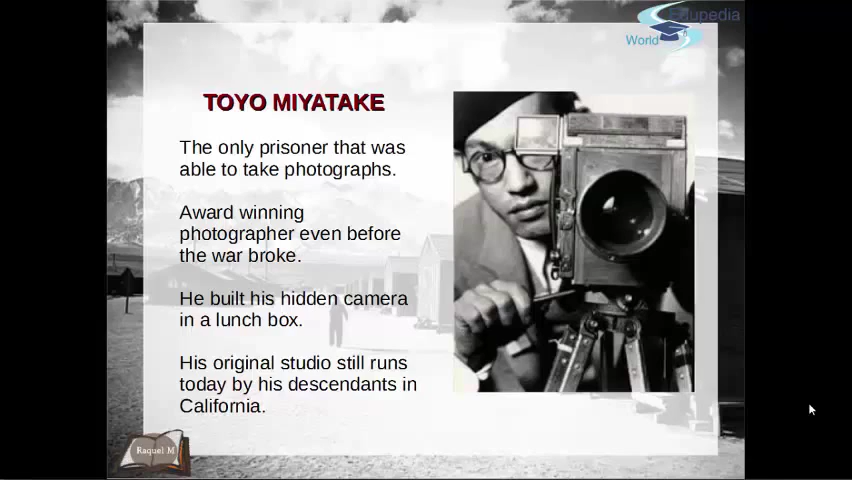 Edupedia
World
TOYO MIYATAKE
The only prisoner that was
able to take photographs.
Award winning
photographer even before
the war broke.
He built his hidden camera
in a lunch box.
His original studio still runs
today by his descendants in
California.
Raquel M